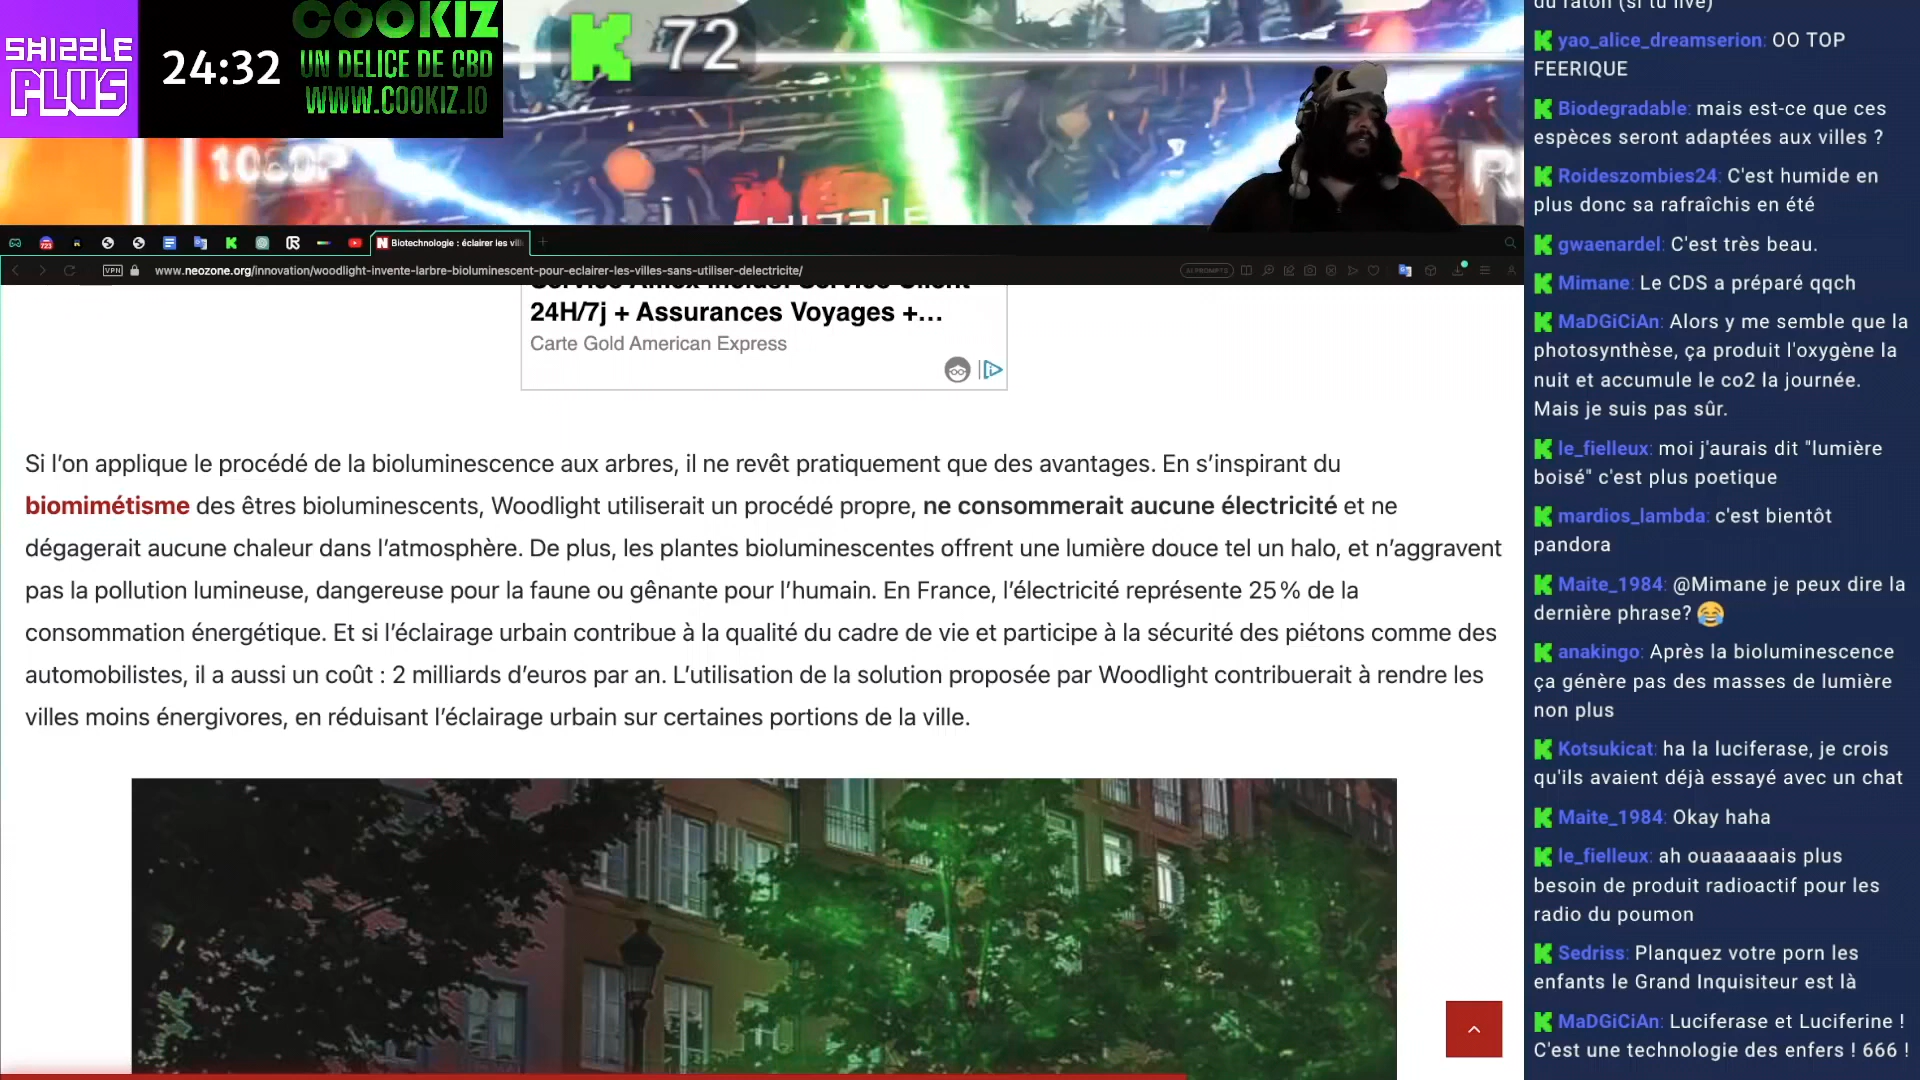 SHIZZLE
PLUS
24:32
COOKIZ
UN DELICE DE CBD
WWW.COOKIZ.IO
72
1080P
Biotechnologie : éclairer les vill
www.neozone.org/innovation/woodlight-invente-larbre-bioluminescent-pour-eclairer-les-villes-sans-utiliser-delectricite/
VPN
AI PROMPTS
Service Amex Inclus. Service Client
24H/7j + Assurances Voyages +...
Carte Gold American Express
Si l’on applique le procédé de la bioluminescence aux arbres, il ne revêt pratiquement que des avantages. En s’inspirant du
biomimétisme des êtres bioluminescents, Woodlight utiliserait un procédé propre, ne consommerait aucune électricité et ne
dégagerait aucune chaleur dans l’atmosphère. De plus, les plantes bioluminescentes offrent une lumière douce tel un halo, et n’aggravent
pas la pollution lumineuse, dangereuse pour la faune ou gênante pour l’humain. En France, l’électricité représente 25 % de la
consommation énergétique. Et si l’éclairage urbain contribue à la qualité du cadre de vie et participe à la sécurité des piétons comme des
automobilistes, il a aussi un coût : 2 milliards d’euros par an. L’utilisation de la solution proposée par Woodlight contribuerait à rendre les
villes moins énergivores, en réduisant l’éclairage urbain sur certaines portions de la ville.
du raton (si tu live)
yao_alice_dreamserion: OO TOP
FEERIQUE
Biodegradable: mais est-ce que ces
espèces seront adaptées aux villes ?
Roideszombies24: C'est humide en
plus donc sa rafraîchis en été
gwaenardel: C'est très beau.
Mimane: Le CDS a préparé qqch
MaDGiCiAn: Alors y me semble que la
photosynthèse, ça produit l'oxygène la
nuit et accumule le co2 la journée.
Mais je suis pas sûr.
le_fielleux: moi j'aurais dit "lumière
boisé" c'est plus poetique
mardios_lambda: c'est bientôt
pandora
Maite_1984: @Mimane je peux dire la
dernière phrase? 😂
anakingo: Après la bioluminescence
ça génère pas des masses de lumière
non plus
Kotsukicat: ha la luciferase, je crois
qu'ils avaient déjà essayé avec un chat
Maite_1984: Okay haha
le_fielleux: ah ouaaaaaais plus
besoin de produit radioactif pour les
radio du poumon
Sedriss: Planquez votre porn les
enfants le Grand Inquisiteur est là
MaDGiCiAn: Luciferase et Luciferine !
C'est une technologie des enfers ! 666 !